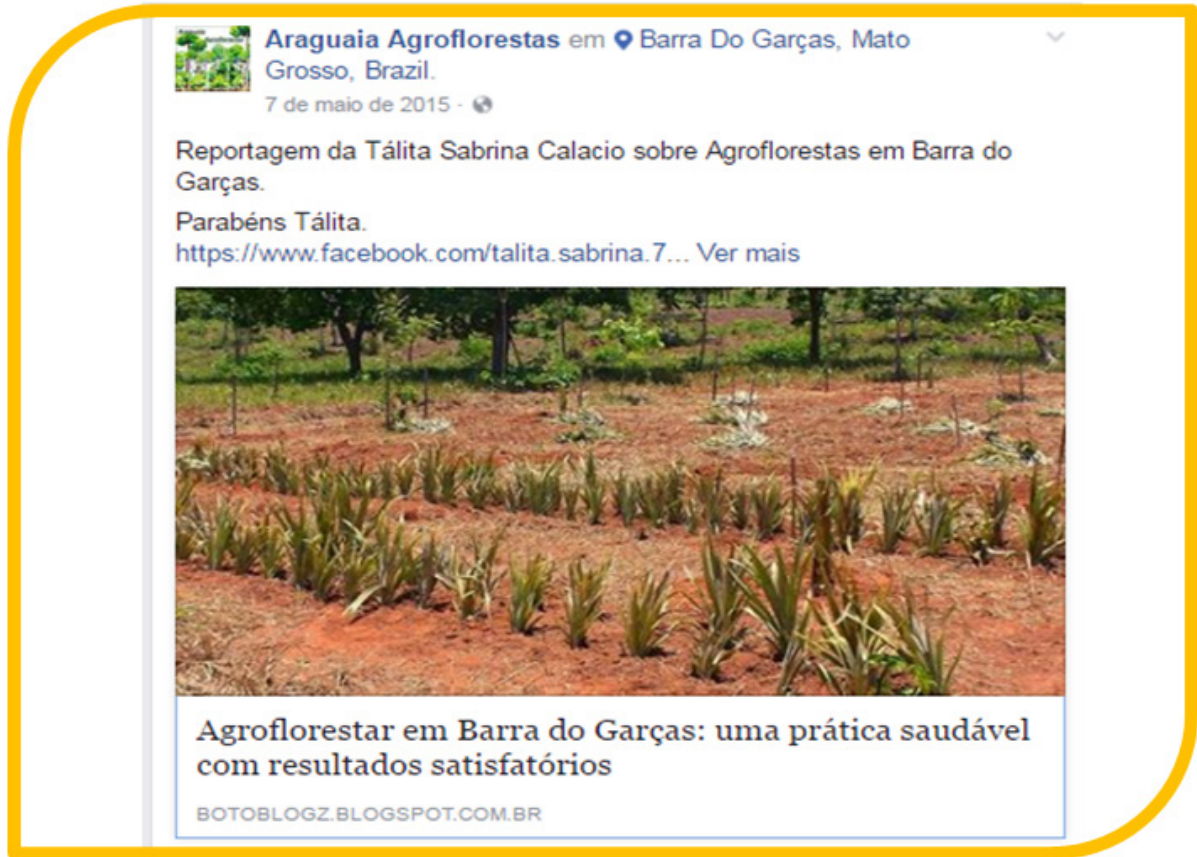 Araguaia Agroflorestas em Barra Do Garças, Mato
Grosso, Brazil.
7 de maio de 2015 ·
Reportagem da Tálita Sabrina Calacio sobre Agroflorestas em Barra do
Garças.
Parabéns Tálita.
https://www.facebook.com/talita.sabrina.7... Ver mais
Agroflorestar em Barra do Garças: uma prática saudável
com resultados satisfatórios
BOTOBLOGZ.BLOGSPOT.COM.BR